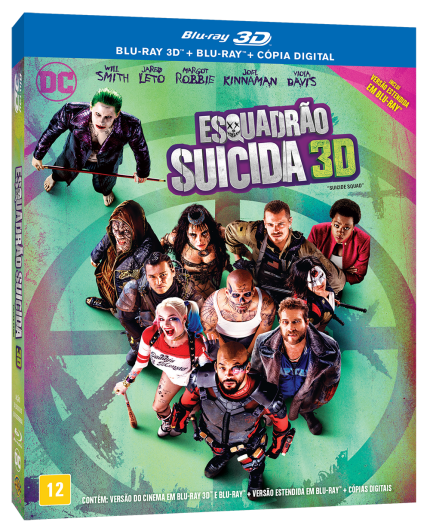 Blu-ray 3D
BLU-RAY 3D™ + BLU-RAY™ + CÓPIA DIGITAL
DC
WILL SMITH JARED LETO MARGOT ROBBIE JOEL KINNAMAN VIOLA DAVIS
INCLUI
VERSÃO ESTENDIDA
EM BLU-RAY™
ESQUADRÃO
SUICIDA 3D
"SUICIDE SQUAD"
ESQUADRÃO SUICIDA 3D
12
CONTÉM: VERSÃO DO CINEMA EM BLU-RAY 3D™ E BLU-RAY™ + VERSÃO ESTENDIDA EM BLU-RAY™ + CÓPIAS DIGITAIS